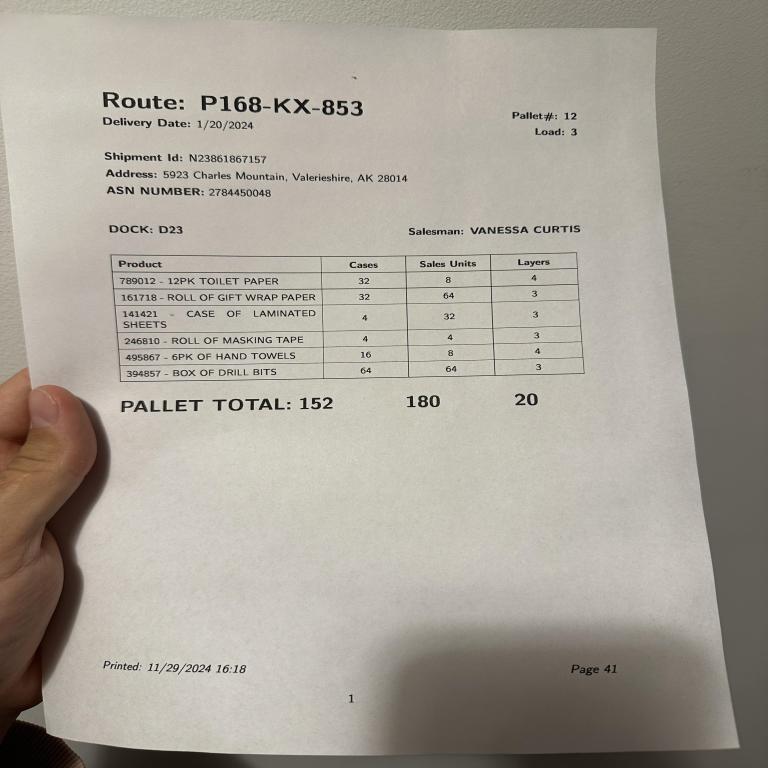 Route: P168-KX-853
Delivery Date: 1/20/2024
Pallet#: 12
Load: 3
Shipment Id: N23861867157
Address: 5923 Charles Mountain, Valerieshire, AK 28014
ASN NUMBER: 2784450048
DOCK: D23
Salesman: VANESSA CURTIS
Product Cases Sales Units Layers
789012 - 12PK TOILET PAPER 32 8 4
161718 - ROLL OF GIFT WRAP PAPER 32 64 3
141421 - CASE OF LAMINATED
SHEETS 4 32 3
246810 - ROLL OF MASKING TAPE 4 4 3
495867 - 6PK OF HAND TOWELS 16 8 4
394857 - BOX OF DRILL BITS 64 64 3
PALLET TOTAL: 152 180 20
Printed: 11/29/2024 16:18
Page 41
1